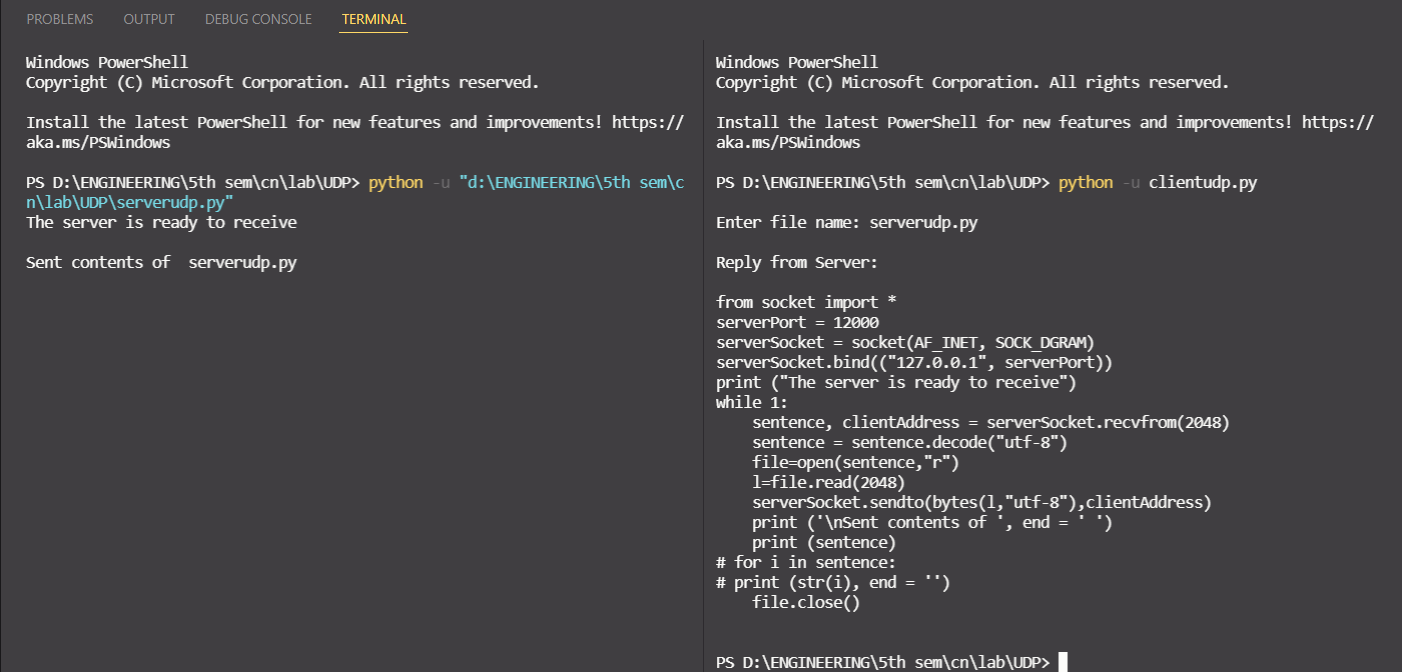 PROBLEMS OUTPUT DEBUG CONSOLE TERMINAL
Windows PowerShell
Copyright (C) Microsoft Corporation. All rights reserved.
Install the latest PowerShell for new features and improvements! https://
aka.ms/PSWindows
PS D:\ENGINEERING\5th sem\cn\lab\UDP> python -u "d:\ENGINEERING\5th sem\c
n\lab\UDP\serverudp.py"
The server is ready to receive
Sent contents of  serverudp.py
Windows PowerShell
Copyright (C) Microsoft Corporation. All rights reserved.
Install the latest PowerShell for new features and improvements! https://
aka.ms/PSWindows
PS D:\ENGINEERING\5th sem\cn\lab\UDP> python -u clientudp.py
Enter file name: serverudp.py
Reply from Server:
from socket import *
serverPort = 12000
serverSocket = socket(AF_INET, SOCK_DGRAM)
serverSocket.bind(("127.0.0.1", serverPort))
print ("The server is ready to receive")
while 1:
    sentence, clientAddress = serverSocket.recvfrom(2048)
    sentence = sentence.decode("utf-8")
    file=open(sentence,"r")
    l=file.read(2048)
    serverSocket.sendto(bytes(l,"utf-8"),clientAddress)
    print ('\nSent contents of ', end = ' ')
    print (sentence)
# for i in sentence:
# print (str(i), end = '')
    file.close()
PS D:\ENGINEERING\5th sem\cn\lab\UDP>